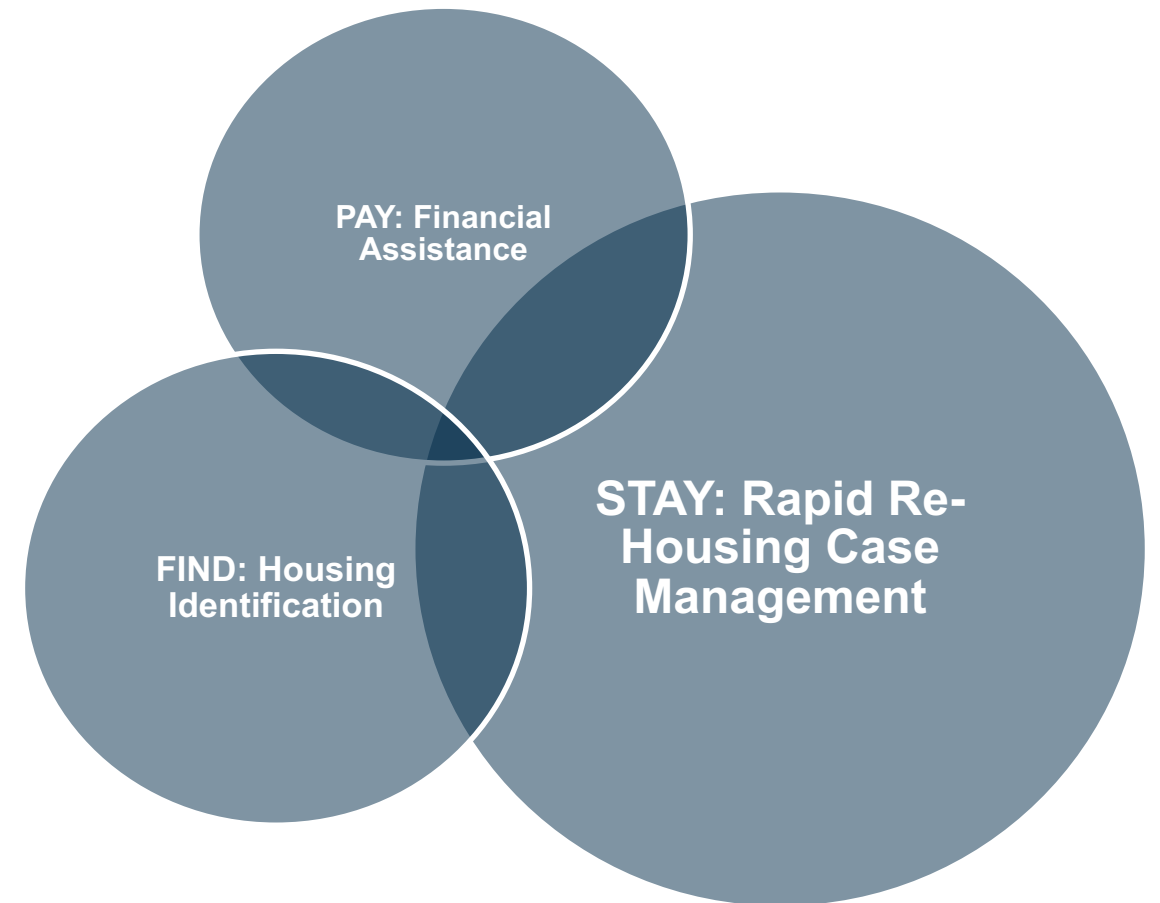 PAY: Financial
Assistance
STAY: Rapid Re-
Housing Case
Management
FIND: Housing
Identification